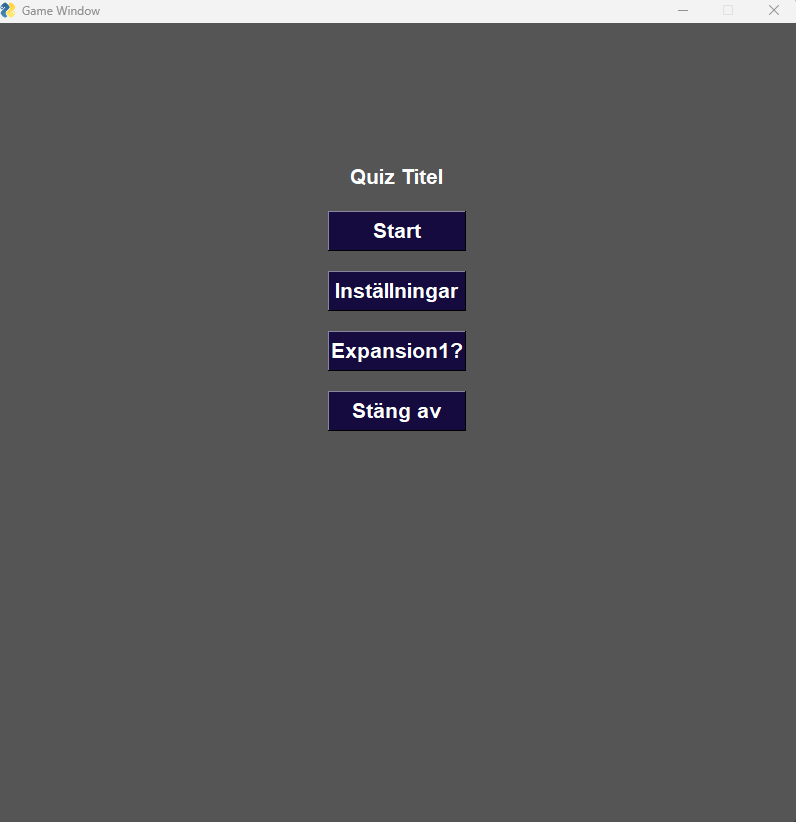 Game Window
Quiz Titel
Start
Inställningar
Expansion1?
Stäng av